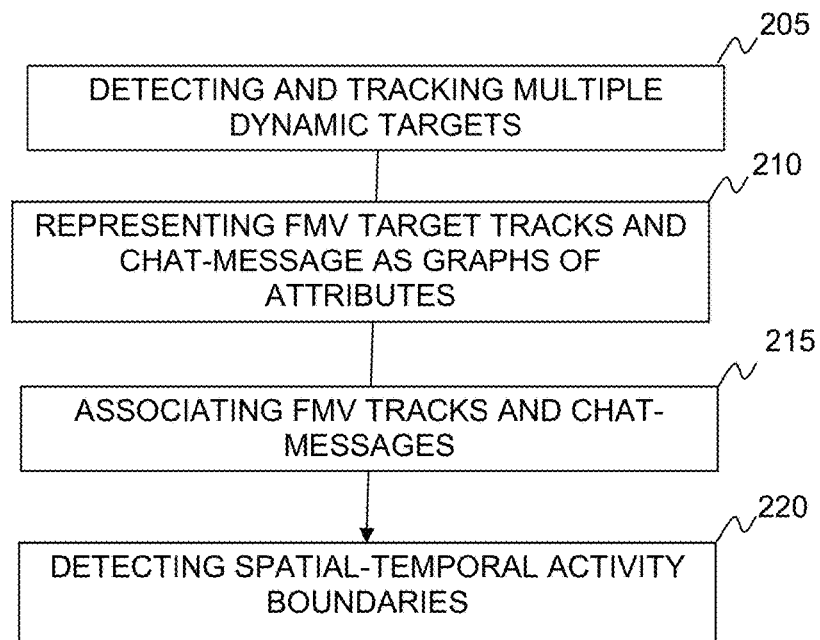 205
DETECTING AND TRACKING MULTIPLE
DYNAMIC TARGETS
210
REPRESENTING FMV TARGET TRACKS AND
CHAT-MESSAGE AS GRAPHS OF
ATTRIBUTES
215
ASSOCIATING FMV TRACKS AND CHAT-
MESSAGES
220
DETECTING SPATIAL-TEMPORAL ACTIVITY
BOUNDARIES